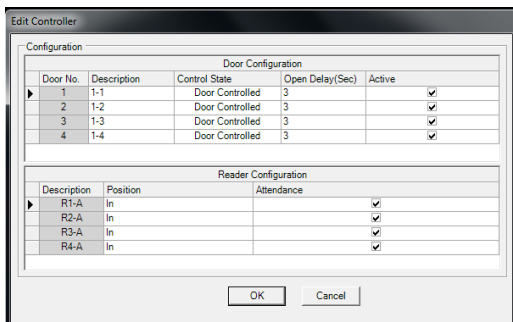 Edit Controller
Configuration
Door Configuration
Door No. Description Control State Open Delay(Sec) Active
1 1-1 Door Controlled 3
2 1-2 Door Controlled 3
3 1-3 Door Controlled 3
4 1-4 Door Controlled 3
Reader Configuration
Description Position Attendance
R1-A In
R2-A In
R3-A In
R4-A In
OK Cancel